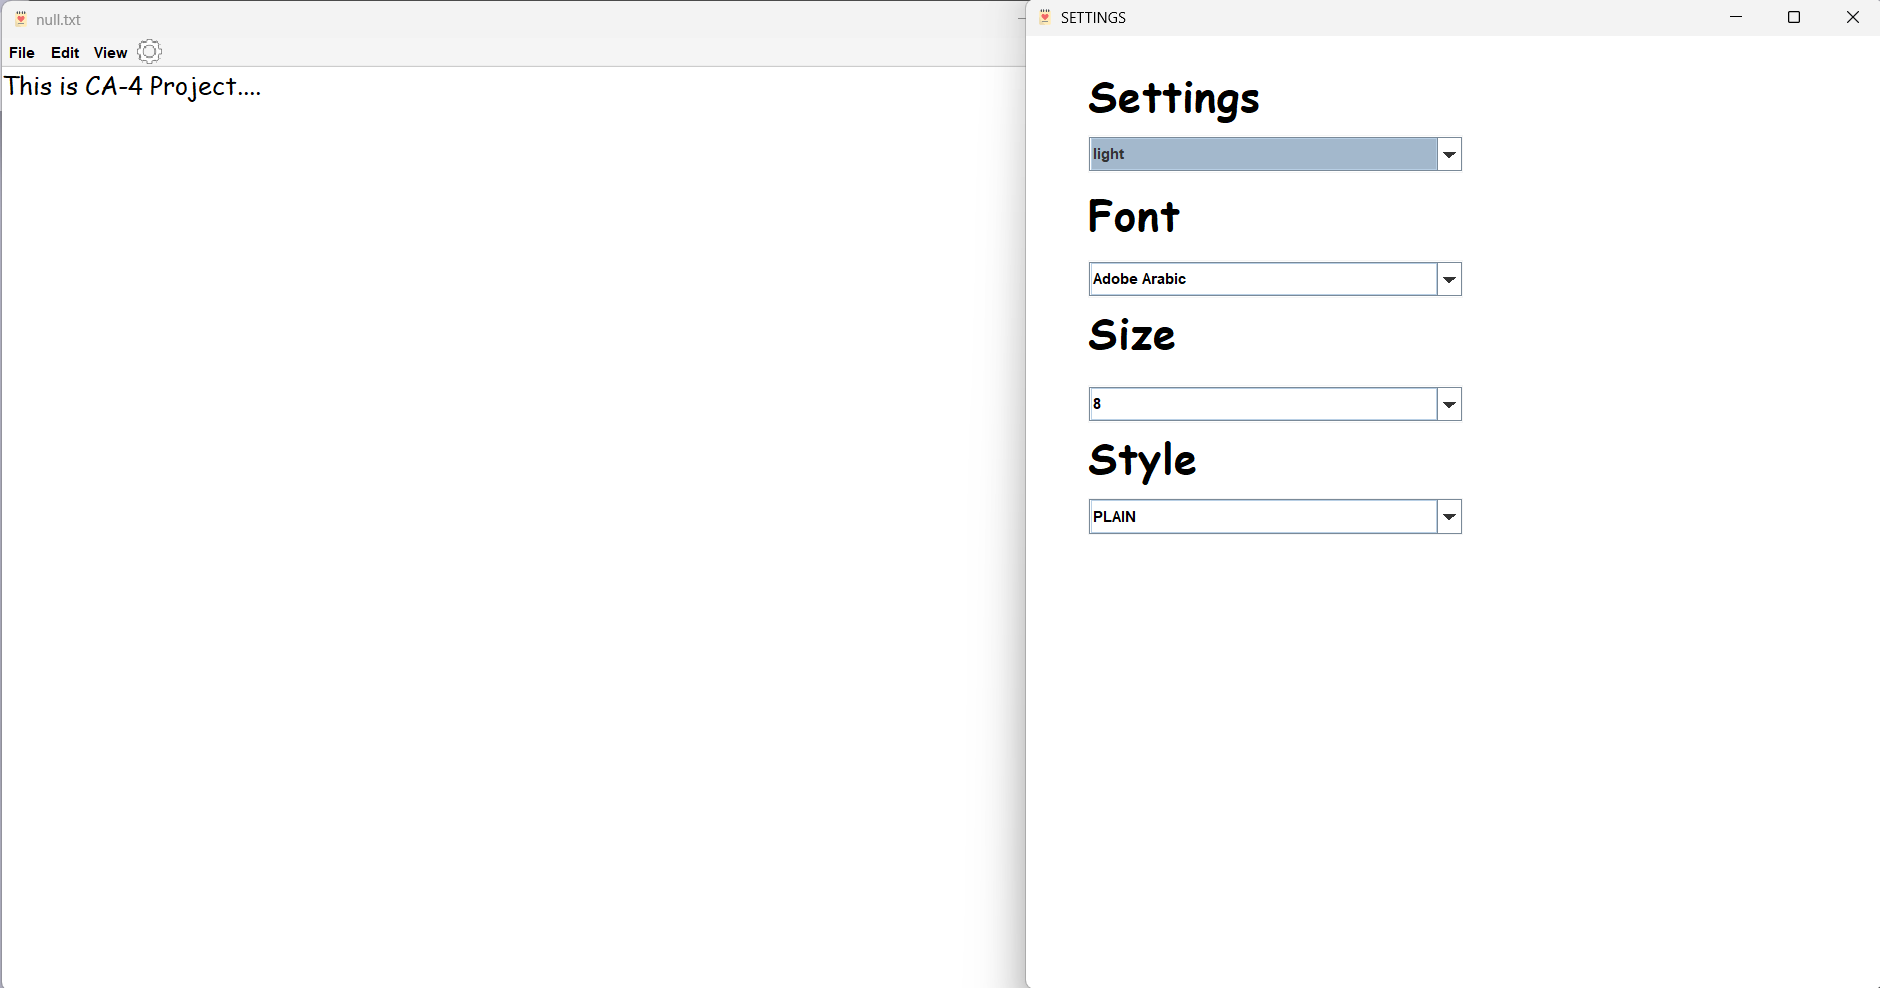 null.txt
File Edit View
This is CA-4 Project....
SETTINGS
Settings
light
Font
Adobe Arabic
Size
8
Style
PLAIN